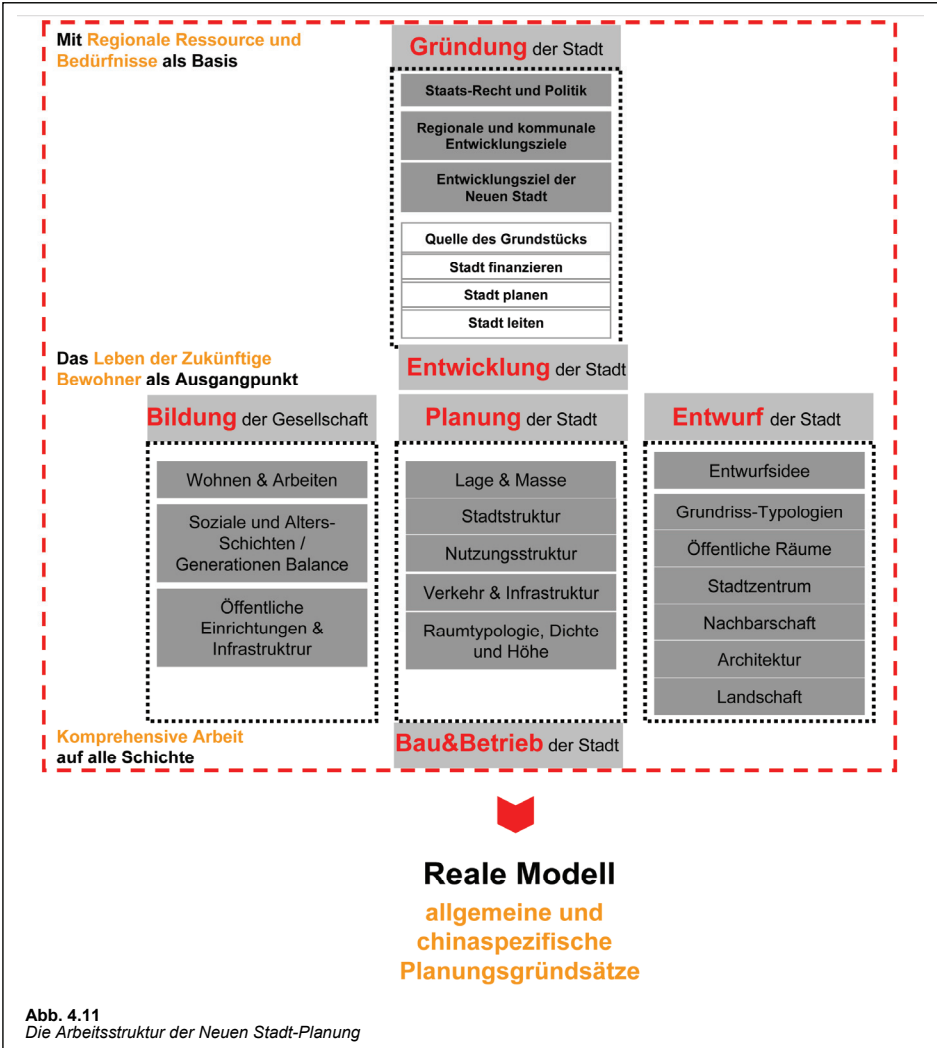 Mit Regionale Ressource und
Bedürfnisse als Basis
Gründung der Stadt
Staats-Recht und Politik
Regionale und kommunale
Entwicklungsziele
Entwicklungsziel der
Neuen Stadt
Quelle des Grundstücks
Stadt finanzieren
Stadt planen
Stadt leiten
Das Leben der Zukünftige
Bewohner als Ausgangpunkt
Entwicklung der Stadt
Bildung der Gesellschaft
Wohnen & Arbeiten
Soziale und Alters-
Schichten /
Generationen Balance
Öffentliche
Einrichtungen &
Infrastruktrur
Planung der Stadt
Lage & Masse
Stadtstruktur
Nutzungsstruktur
Verkehr & Infrastruktur
Raumtypologie, Dichte
und Höhe
Entwurf der Stadt
Entwurfsidee
Grundriss-Typologien
Öffentliche Räume
Stadtzentrum
Nachbarschaft
Architektur
Landschaft
Komprehensive Arbeit
auf alle Schichte
Bau&Betrieb der Stadt
Reale Modell
allgemeine und
chinaspezifische
Planungsgründsätze
Abb. 4.11
Die Arbeitsstruktur der Neuen Stadt-Planung